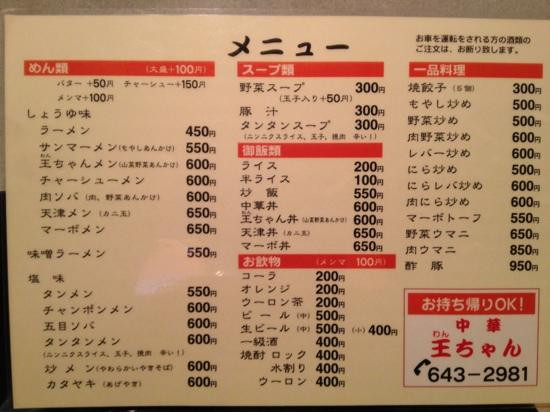 メニュー
お車を運転をされる方の酒類の
ご注文は、お断り致します。
めん類 (大盛+100円)
バター +50円 チャーシュー+150円
メンマ+100円
しょうゆ味
ラーメン 450円
サンマーメン(もやしあんかけ) 550円
王ちゃんメン(山菜野菜あんかけ) 600円
わん
チャーシューメン 600円
肉ソバ(肉、野菜あんかけ) 600円
天津メン(カニ玉) 650円
マーボメン 650円
味噌ラーメン 550円
塩味
タンメン 550円
チャンポンメン 600円
五目ソバ 600円
タンタンメン 600円
(ニンニクスライス、玉子、挽肉 辛い!)
炒メン(やわらかいやきそば) 600円
カタヤキ(あげやき) 600円
スープ類
野菜スープ 300円
(玉子入り+50円)
豚汁 300円
タンタンスープ 300円
(ニンニクスライス、玉子、挽肉 辛い!)
御飯類
ライス 200円
半ライス 100円
炒飯 550円
中華丼 600円
王ちゃん丼(山菜野菜あんかけ) 600円
わん
天津丼(カニ玉) 650円
マーボ丼 650円
お飲物 (メンマ 100円)
コーラ 200円
オレンジ 200円
ウーロン茶 200円
ビール(中) 500円
生ビール(中) 500円 (小)400円
一級酒 400円
焼酎 ロック 400円
水割り 400円
ウーロン 400円
一品料理
焼餃子(5個) 300円
もやし炒め 500円
野菜炒め 500円
肉野菜炒め 600円
レバー炒め 600円
にら炒め 500円
にらレバ炒め 600円
肉にら炒め 600円
マーボトーフ 550円
野菜ウマニ 650円
肉ウマニ 850円
酢豚 950円
お持ち帰りOK!
中華
わん
王ちゃん
643-2981